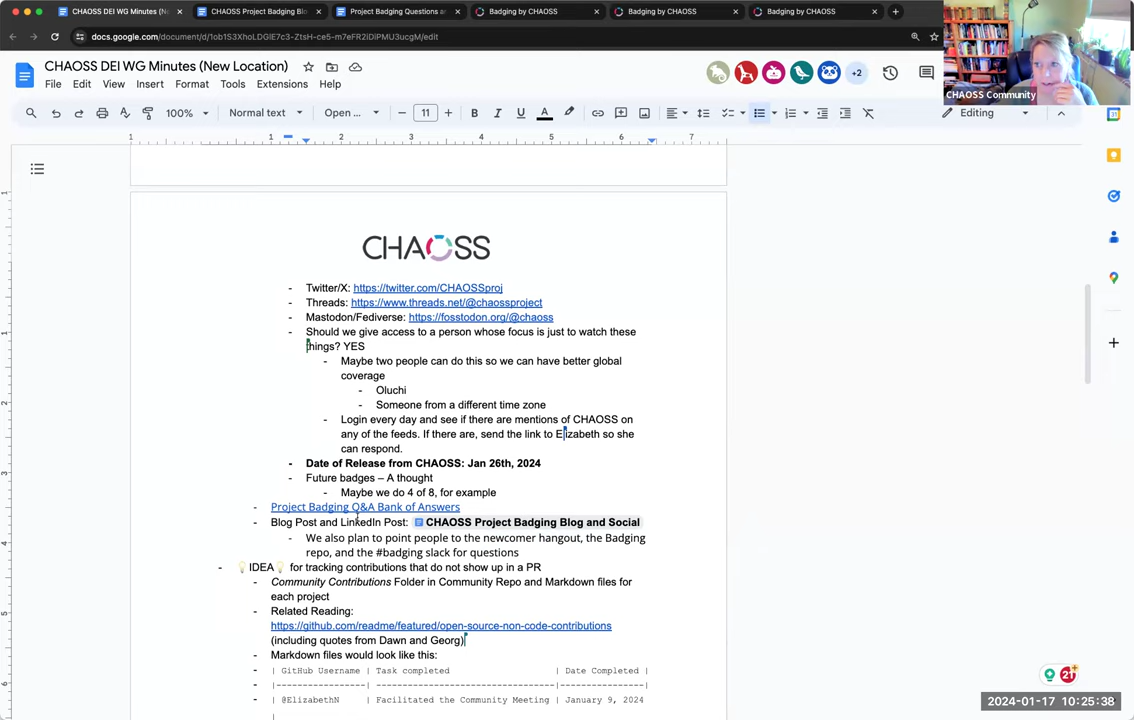 CHAOSS DEI WG Minutes (N
CHAOSS Project Badging Blo
Project Badging Questions a
Badging by CHAOSS
Badging by CHAOSS
Badging by CHAOSS
docs.google.com/document/d/1ob1S3XhoLDGlE7c3-ZtsH-ce5-m7eFR2iDlPMU3ucgM/edit
CHAOSS DEI WG Minutes (New Location)
File Edit View Insert Format Tools Extensions Help
+2
100% Normal text Open ... 11 Editing
CHAOSS Community
1 1 2 3 4 5 6 7
CHAOSS
- Twitter/X: https://twitter.com/CHAOSSproj
- Threads: https://www.threads.net/@chaossproject
- Mastodon/Fediverse: https://fosstodon.org/@chaoss
- Should we give access to a person whose focus is just to watch these
things? YES
- Maybe two people can do this so we can have better global
coverage
- Oluchi
- Someone from a different time zone
- Login every day and see if there are mentions of CHAOSS on
any of the feeds. If there are, send the link to Elizabeth so she
can respond.
- Date of Release from CHAOSS: Jan 26th, 2024
- Future badges – A thought
- Maybe we do 4 of 8, for example
- Project Badging Q&A Bank of Answers
- Blog Post and LinkedIn Post: CHAOSS Project Badging Blog and Social
- We also plan to point people to the newcomer hangout, the Badging
repo, and the #badging slack for questions
- 💡IDEA💡 for tracking contributions that do not show up in a PR
- Community Contributions Folder in Community Repo and Markdown files for
each project
- Related Reading:
https://github.com/readme/featured/open-source-non-code-contributions
(including quotes from Dawn and Georg)
- Markdown files would look like this:
- | GitHub Username | Task completed | Date Completed |
- |-----------------|-----------------------------------|----------------|
- | @ElizabethN | Facilitated the Community Meeting | January 9, 2024
|
21
2024-01-17 10:25:38